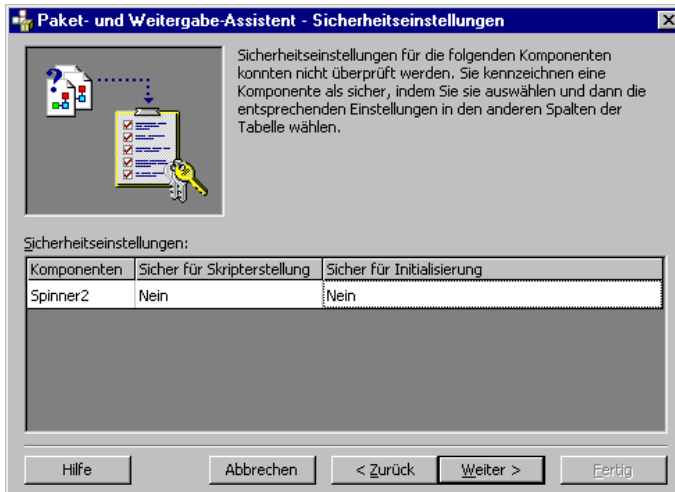 Paket- und Weitergabe-Assistent - Sicherheitseinstellungen
Sicherheitseinstellungen für die folgenden Komponenten
konnten nicht überprüft werden. Sie kennzeichnen eine
Komponente als sicher, indem Sie sie auswählen und dann die
entsprechenden Einstellungen in den anderen Spalten der
Tabelle wählen.
Sicherheitseinstellungen:
Komponenten Sicher für Skripterstellung Sicher für Initialisierung
Spinner2 Nein Nein
Hilfe Abbrechen < Zurück Weiter > Fertig